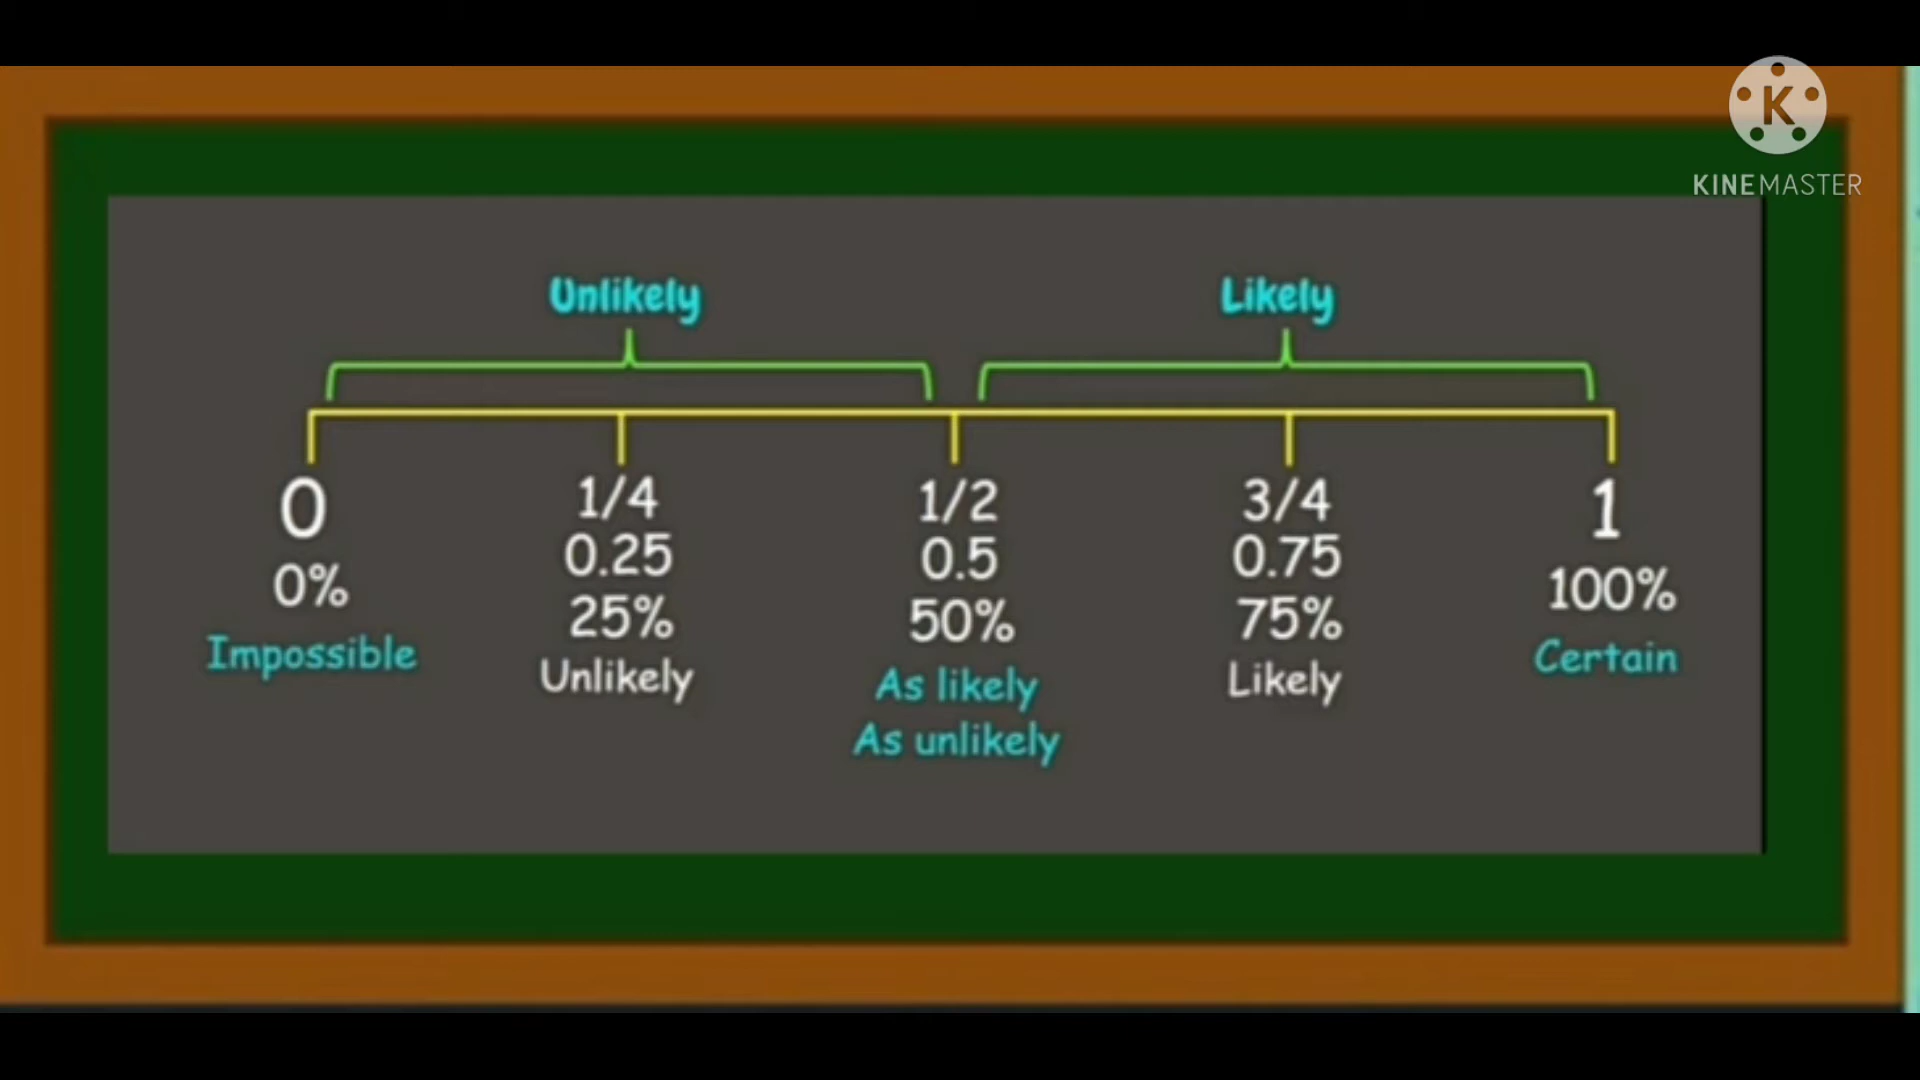 K
KINEMASTER
Unlikely
Likely
0
0%
Impossible
1/4
0.25
25%
Unlikely
1/2
0.5
50%
As likely
As unlikely
3/4
0.75
75%
Likely
1
100%
Certain